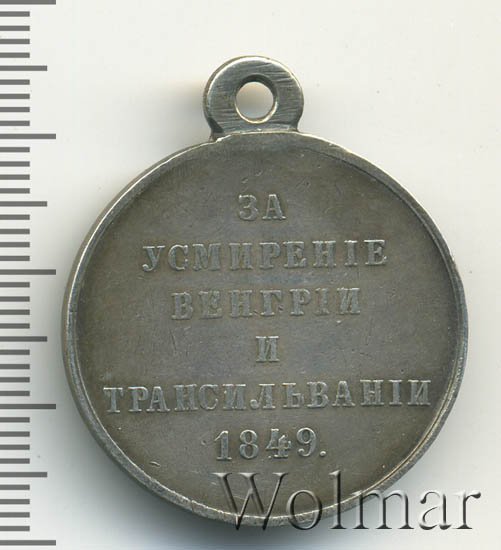 ЗА
УСМИРЕНІЕ
ВЕНГРІИ
И
ТРАНСИЛЬВАНІИ
1849.
Wolmar